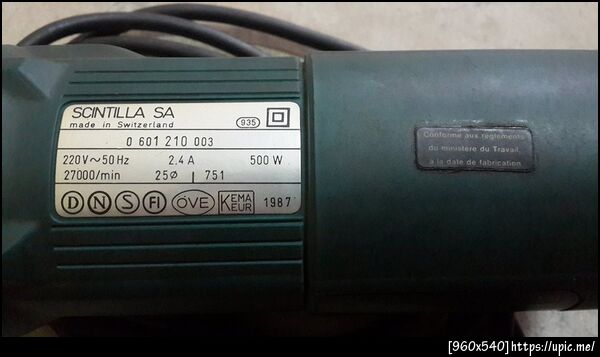 SCINTILLA SA
made in Switzerland
935
0 601 210 003
220V~50 Hz 2.4 A 500 W
27000/min 25ø 751
D N S FI ÖVE KEMA KEUR 1987
Conforme aux règlements
du ministère du Travail
à la date de fabrication
[960x540]https://upic.me/